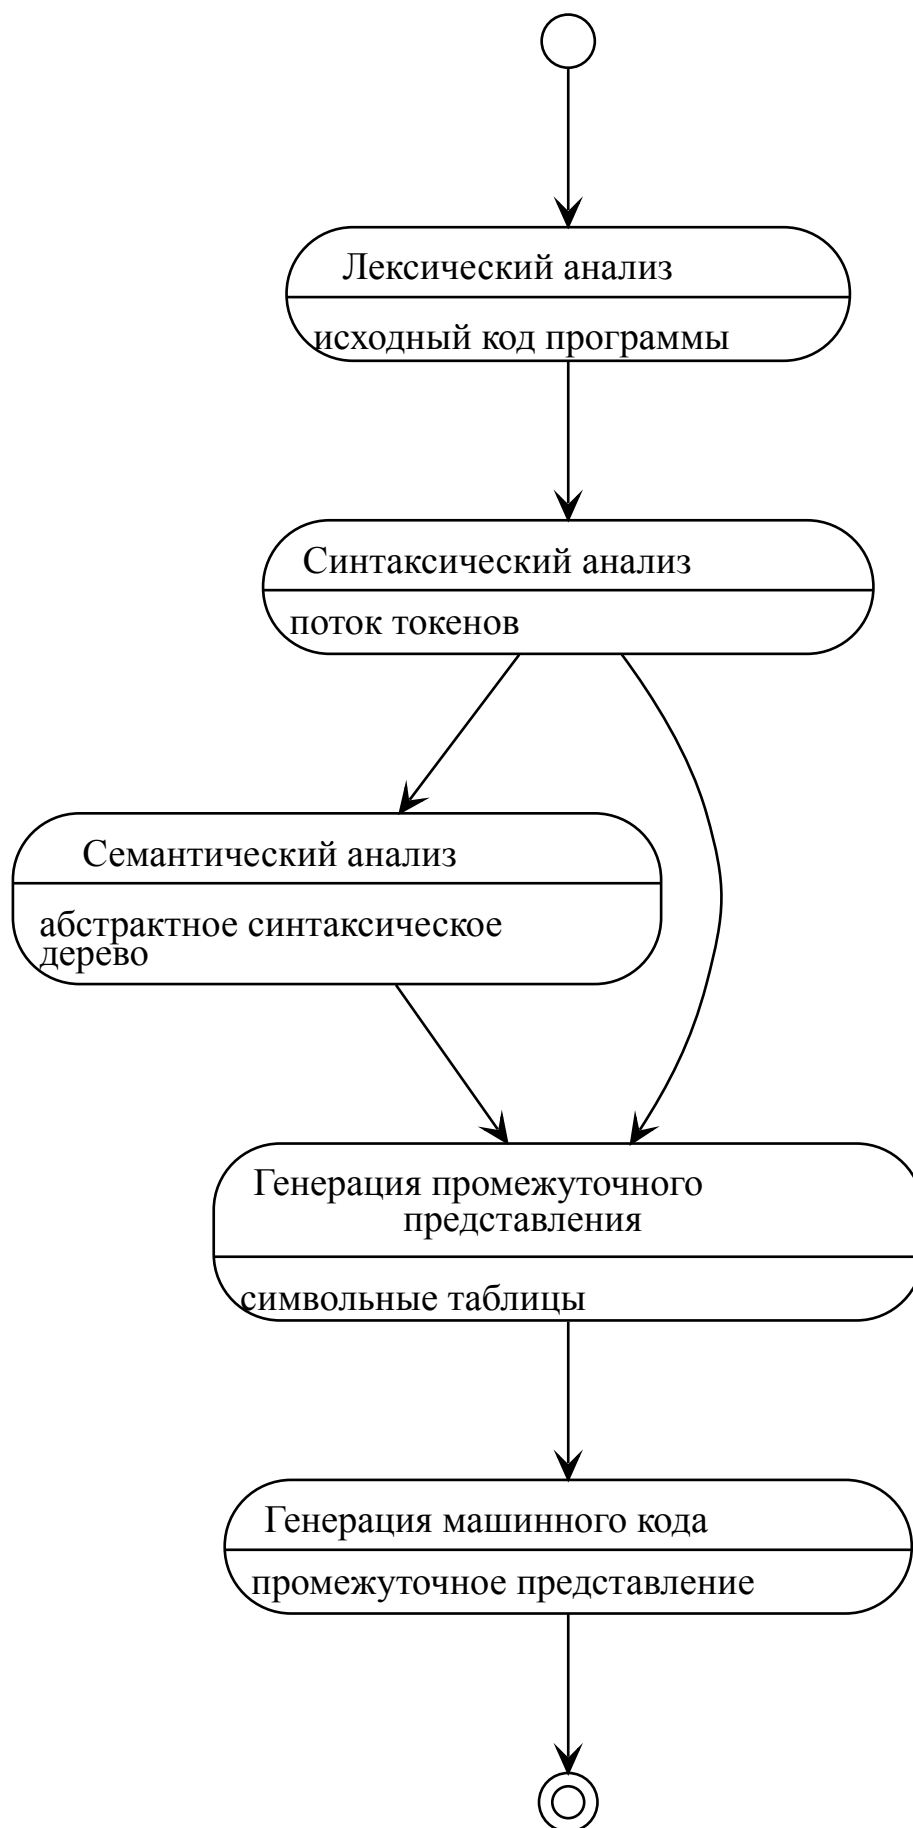 Лексический анализ
исходный код программы
Синтаксический анализ
поток токенов
Семантический анализ
абстрактное синтаксическое
дерево
Генерация промежуточного
представления
символьные таблицы
Генерация машинного кода
промежуточное представление